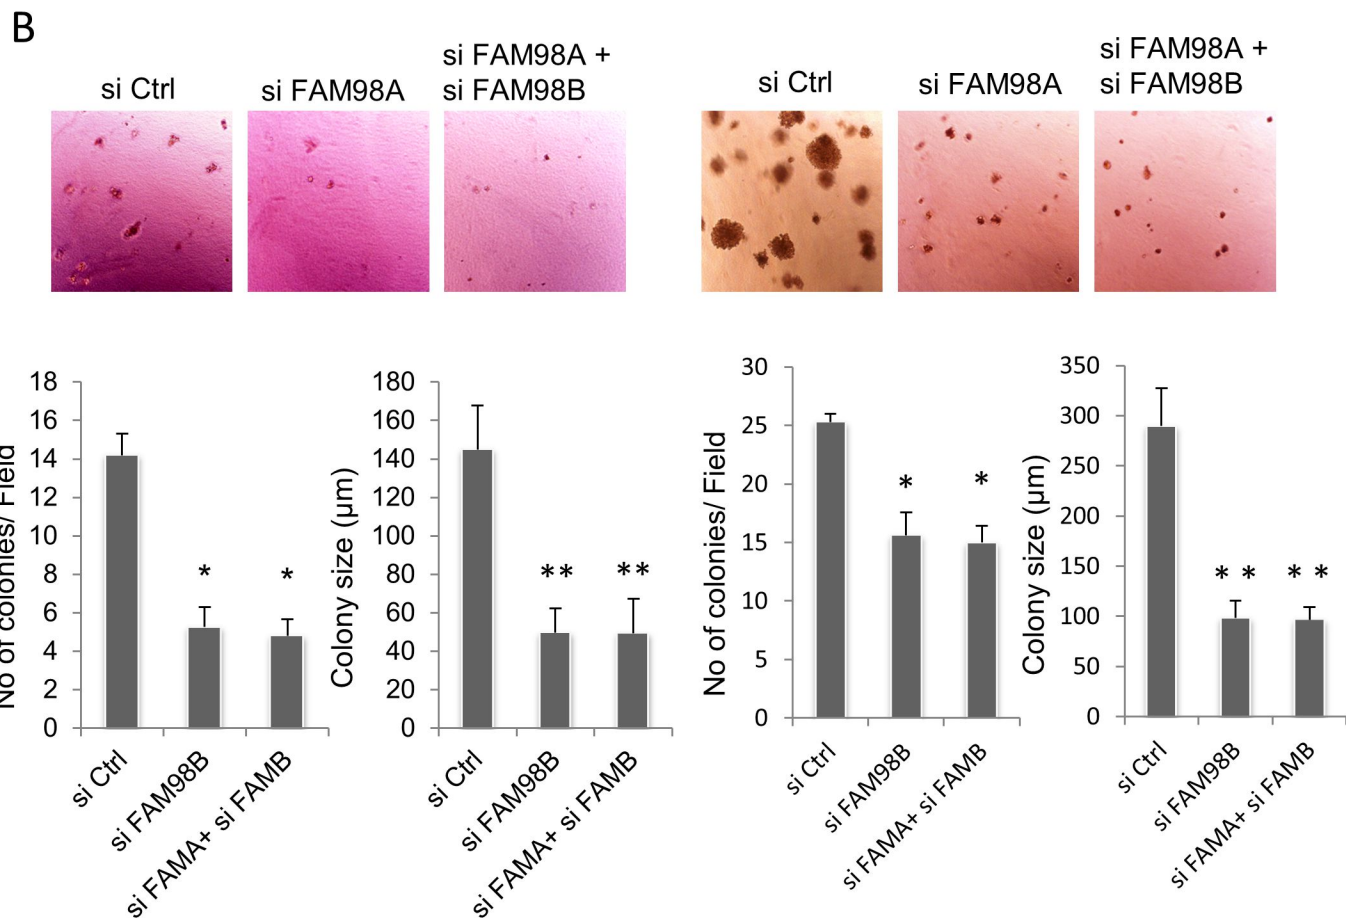 B
si Ctrl
si FAM98A
si FAM98A +
si FAM98B
si Ctrl
si FAM98A
si FAM98A +
si FAM98B
18
16
14
12
10
8
6
4
2
0
No of colonies/ Field
*
*
si Ctrl
si FAM98B
si FAMA+ si FAMB
180
160
140
120
100
80
60
40
20
0
Colony size (µm)
**
**
si Ctrl
si FAM98B
si FAMA+ si FAMB
30
25
20
15
10
5
0
No of colonies/ Field
*
*
si Ctrl
si FAM98B
si FAMA+ si FAMB
350
300
250
200
150
100
50
0
Colony size (µm)
* *
* *
si Ctrl
si FAM98B
si FAMA+ si FAMB